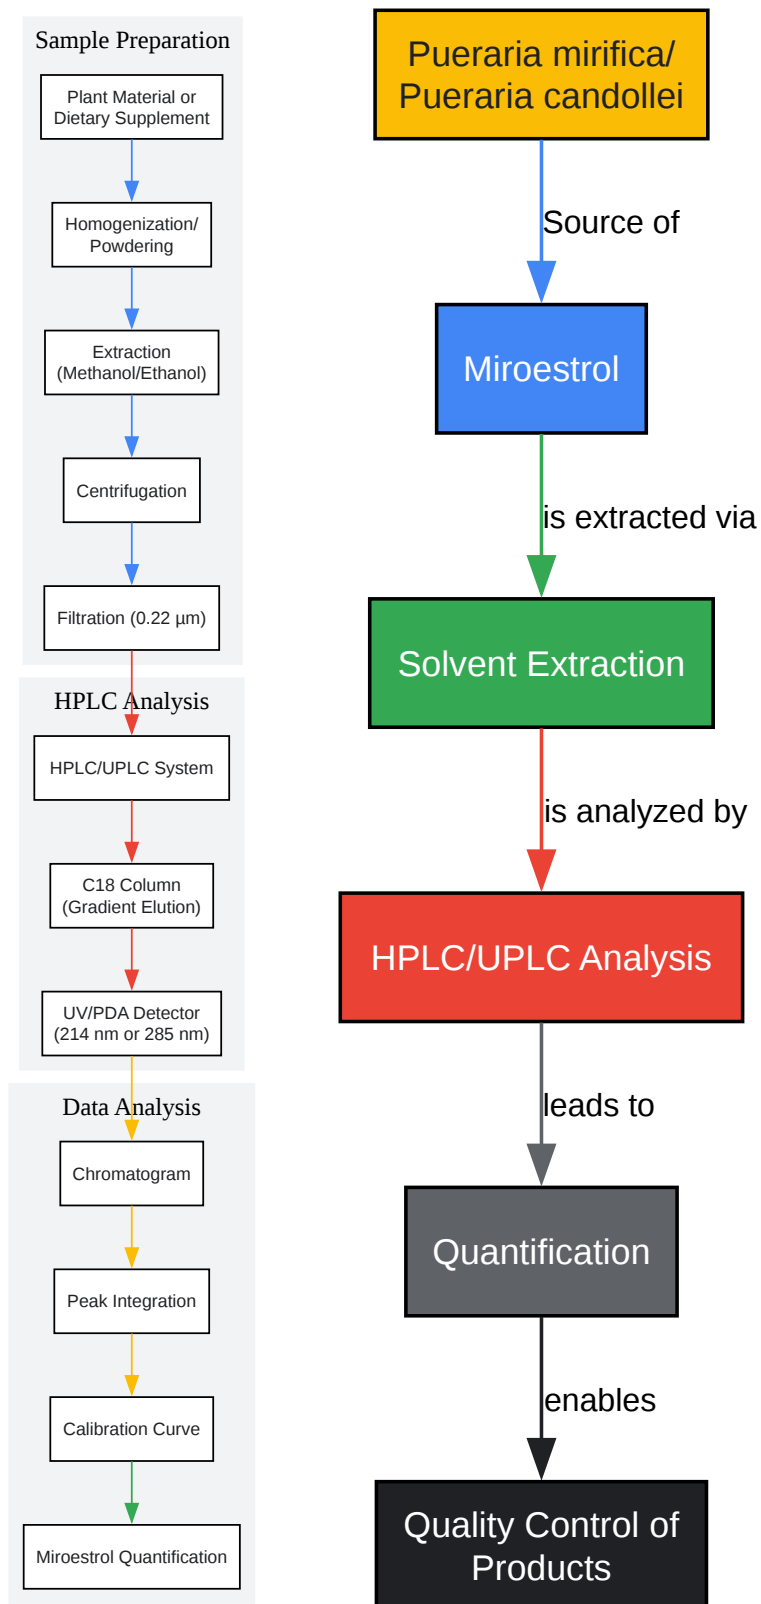 Sample Preparation
Plant Material or
Dietary Supplement
Homogenization/
Powdering
Extraction
(Methanol/Ethanol)
Centrifugation
Filtration (0.22 µm)
HPLC Analysis
HPLC/UPLC System
C18 Column
(Gradient Elution)
UV/PDA Detector
(214 nm or 285 nm)
Data Analysis
Chromatogram
Peak Integration
Calibration Curve
Miroestrol Quantification
Pueraria mirifica/
Pueraria candollei
Source of
Miroestrol
is extracted via
Solvent Extraction
is analyzed by
HPLC/UPLC Analysis
leads to
Quantification
enables
Quality Control of
Products